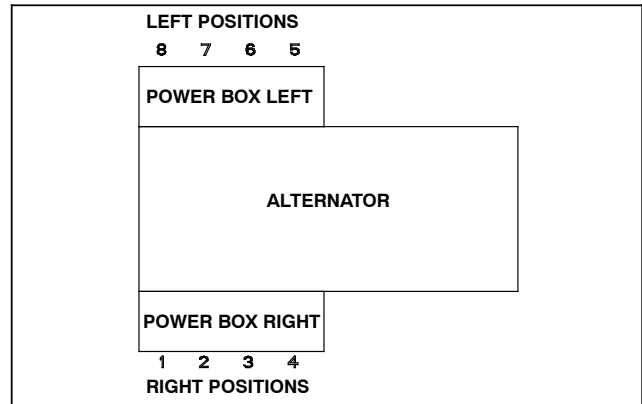 LEFT POSITIONS
8 7 6 5
POWER BOX LEFT
ALTERNATOR
POWER BOX RIGHT
1 2 3 4
RIGHT POSITIONS